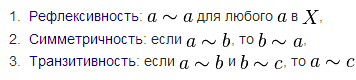 1. Рефлексивность: a ∼ a для любого a в X,
2. Симметричность: если a ∼ b, то b ∼ a,
3. Транзитивность: если a ∼ b и b ∼ c, то a ∼ c